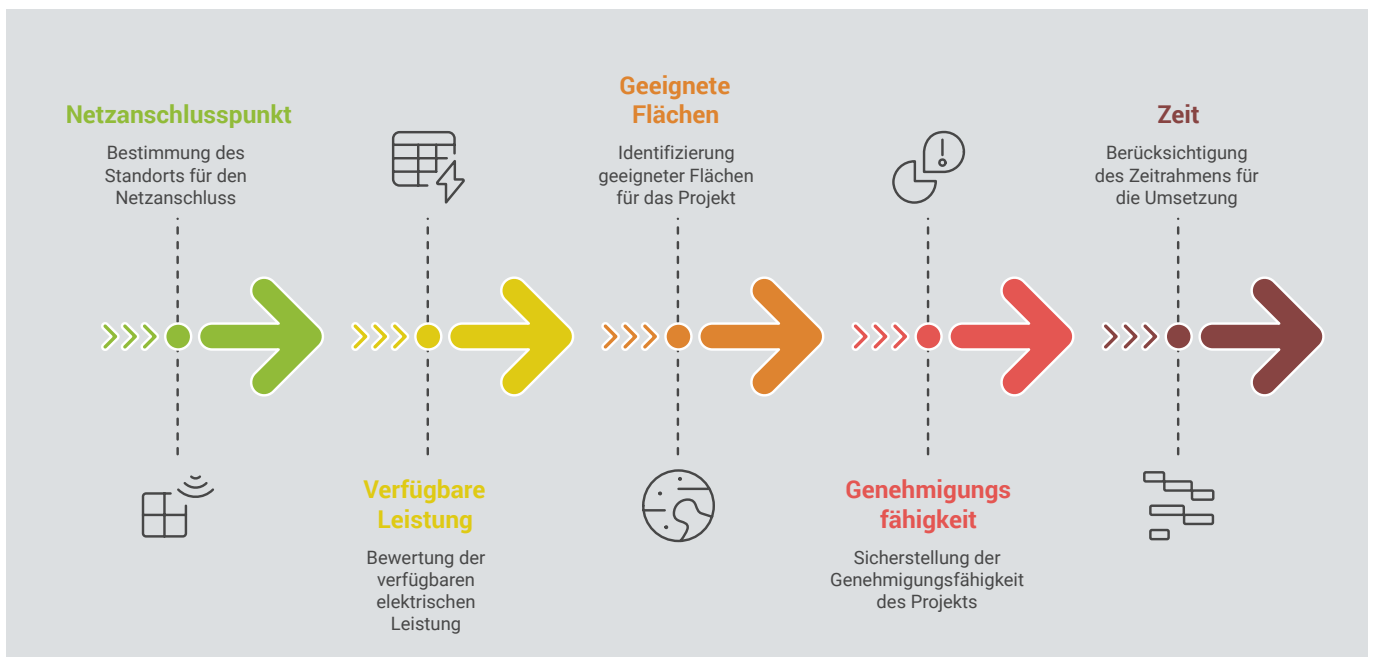 Netzanschlusspunkt
Bestimmung des
Standorts für den
Netzanschluss
Verfügbare
Leistung
Bewertung der
verfügbaren
elektrischen
Leistung
Geeignete
Flächen
Identifizierung
geeigneter Flächen
für das Projekt
Genehmigungs
fähigkeit
Sicherstellung der
Genehmigungsfähigkeit
des Projekts
Zeit
Berücksichtigung
des Zeitrahmens für
die Umsetzung